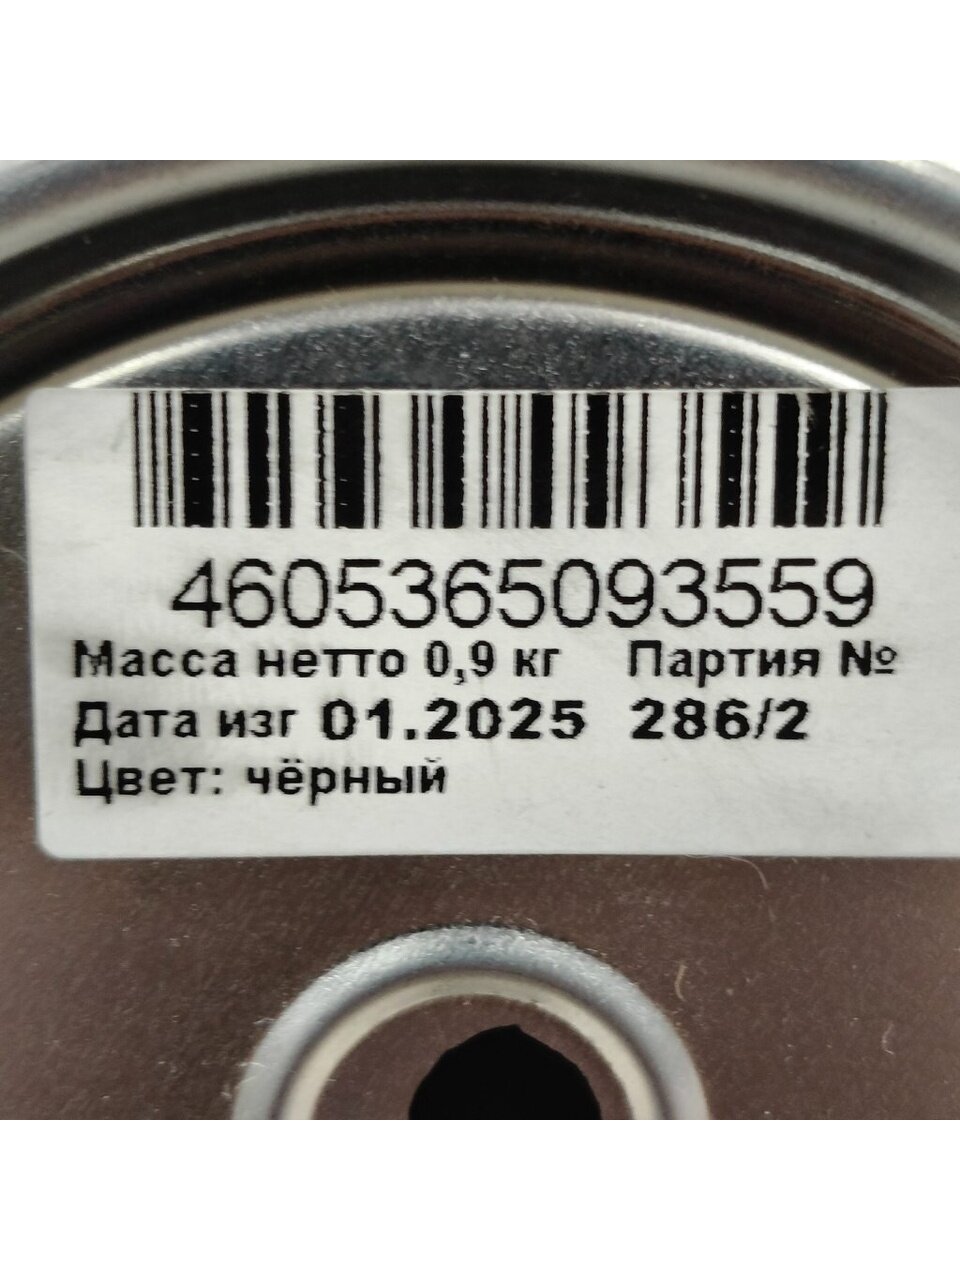 4605365093559
Масса нетто 0,9 кг Партия №
Дата изг 01.2025 286/2
Цвет: чёрный